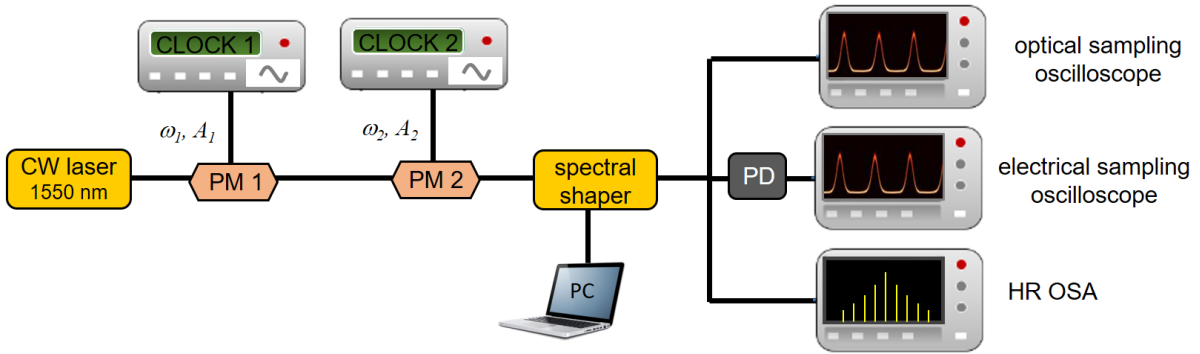 CLOCK 1
CLOCK 2
optical sampling
oscilloscope
ω1, A1
ω2, A2
CW laser
1550 nm
PM 1
PM 2
spectral
shaper
PD
electrical sampling
oscilloscope
PC
HR OSA